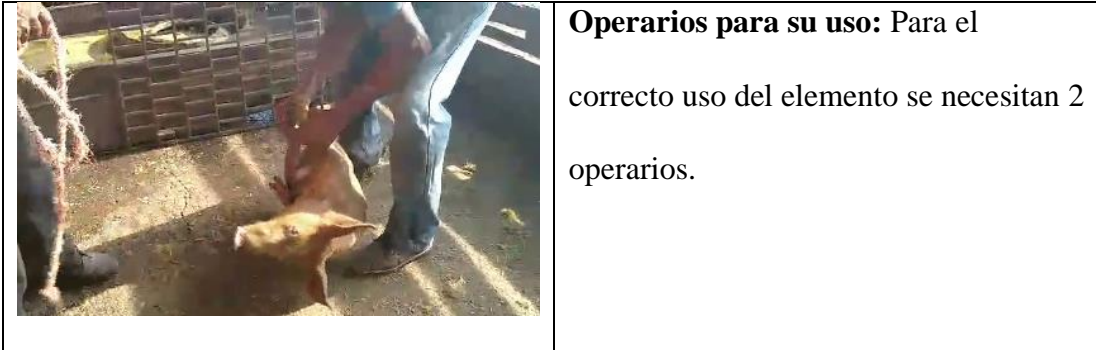 Operarios para su uso: Para el
correcto uso del elemento se necesitan 2
operarios.